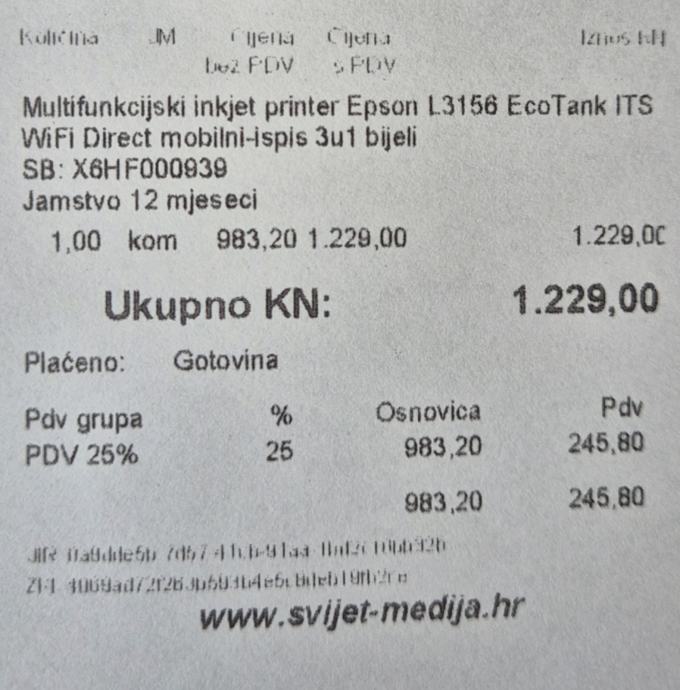 Količina JM Cijena Cijena Iznos KN
bez PDV s PDV
Multifunkcijski inkjet printer Epson L3156 EcoTank ITS
WiFi Direct mobilni-ispis 3u1 bijeli
SB: X6HF000939
Jamstvo 12 mjeseci
1,00 kom 983,20 1.229,00 1.229,00
Ukupno KN: 1.229,00
Plaćeno: Gotovina
Pdv grupa % Osnovica Pdv
PDV 25% 25 983,20 245,80
983,20 245,80
JIR
ZKI
www.svijet-medija.hr